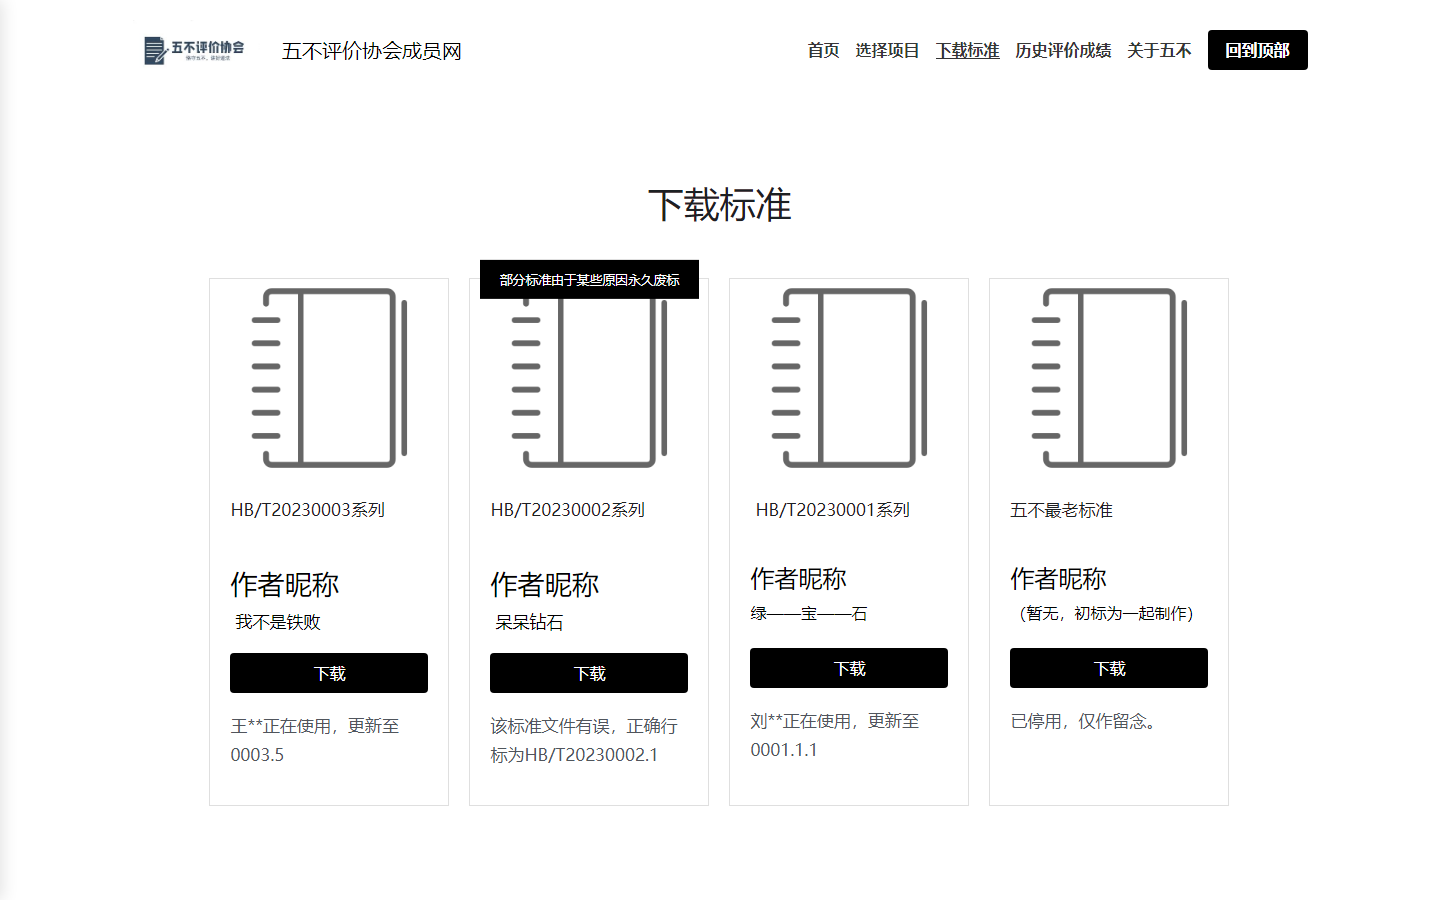 五不评价协会
五不评价协会成员网
首页 选择项目 下载标准 历史评价成绩 关于五不 回到顶部
下载标准
部分标准由于某些原因永久废标
HB/T20230003系列
作者昵称
我不是铁败
下载
王**正在使用，更新至
0003.5
HB/T20230002系列
作者昵称
呆呆钻石
下载
该标准文件有误，正确行
标为HB/T20230002.1
HB/T20230001系列
作者昵称
绿——宝——石
下载
刘**正在使用，更新至
0001.1.1
五不最老标准
作者昵称
（暂无，初标为一起制作）
下载
已停用，仅作留念。